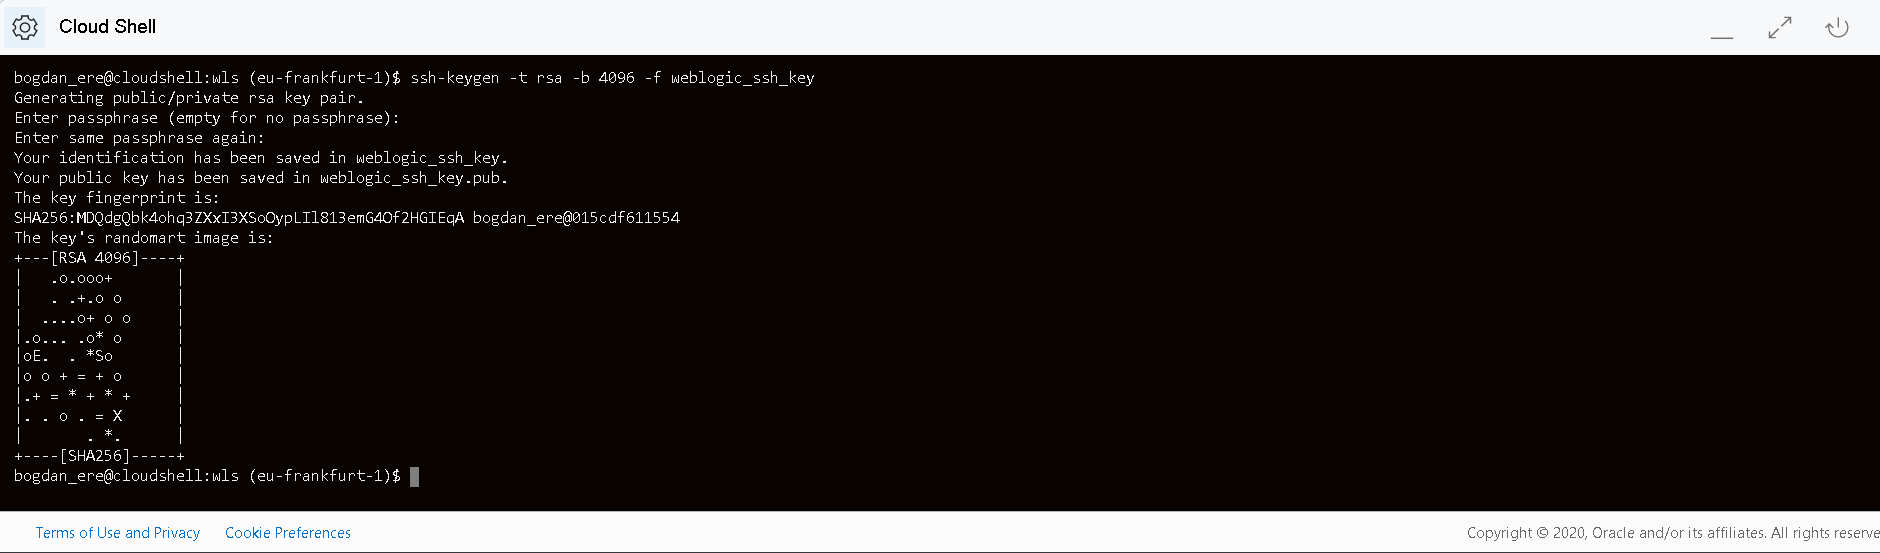 Cloud Shell
bogdan_ere@cloudshell:wls (eu-frankfurt-1)$ ssh-keygen -t rsa -b 4096 -f weblogic_ssh_key
Generating public/private rsa key pair.
Enter passphrase (empty for no passphrase):
Enter same passphrase again:
Your identification has been saved in weblogic_ssh_key.
Your public key has been saved in weblogic_ssh_key.pub.
The key fingerprint is:
SHA256:MDQdgQbk4ohq3ZXxI3XSoOypLIl813emG4Of2HGIEqA bogdan_ere@015cdf611554
The key's randomart image is:
+---[RSA 4096]----+
|   .o.ooo+       |
|   . .+.o o      |
|  ....o+ o o     |
|.o... .o* o      |
|oE.  . *So       |
|o o + = + o      |
|.+ = * + * +     |
|. . o . = X      |
|       . *.      |
+----[SHA256]-----+
bogdan_ere@cloudshell:wls (eu-frankfurt-1)$
Terms of Use and Privacy Cookie Preferences Copyright © 2020, Oracle and/or its affiliates. All rights reserve